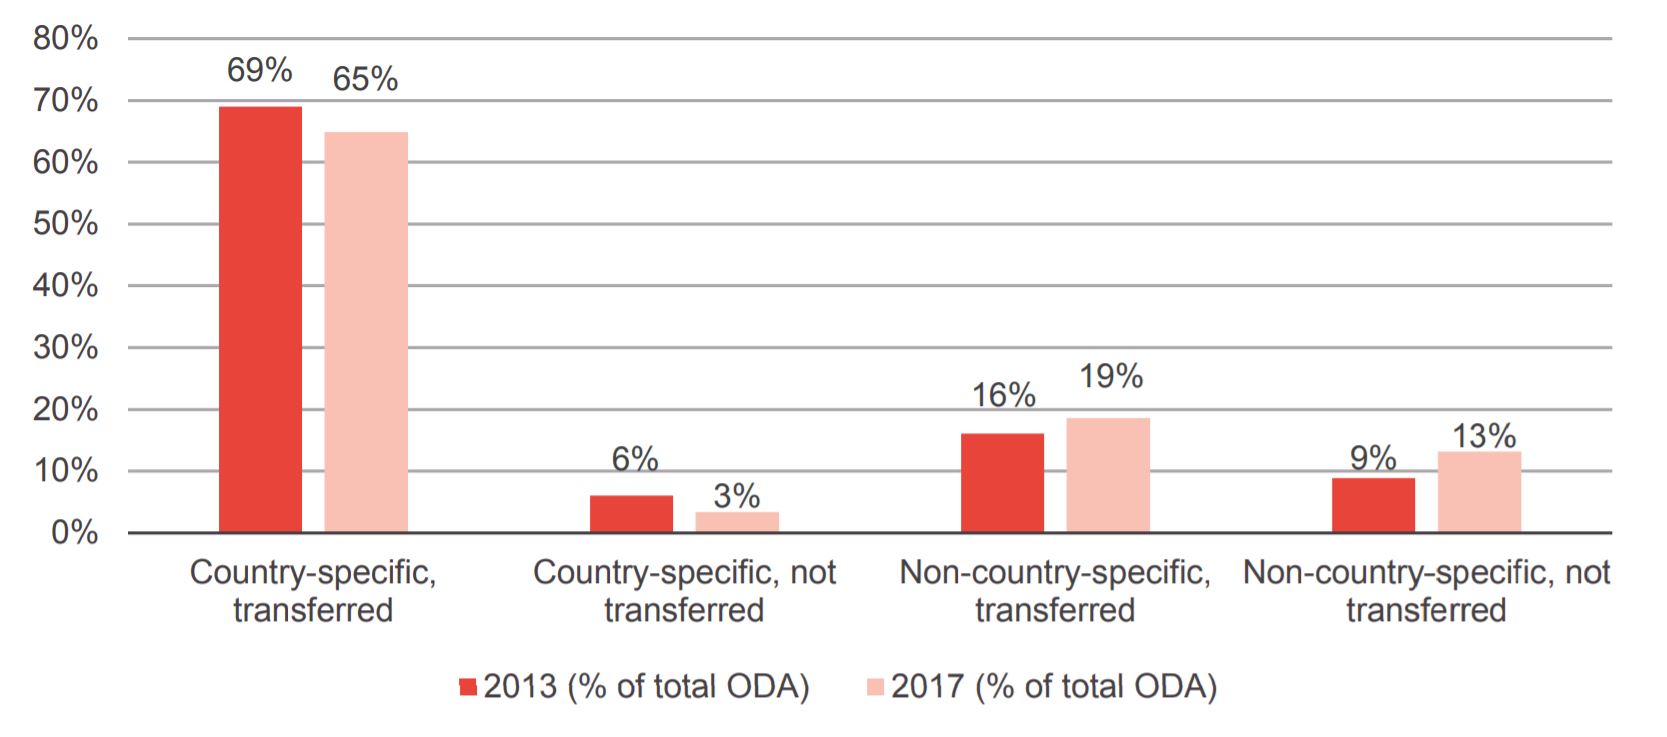 80%
70%
60%
50%
40%
30%
20%
10%
0%
69%
65%
6%
3%
16%
19%
9%
13%
Country-specific,
transferred
Country-specific, not
transferred
Non-country-specific,
transferred
Non-country-specific, not
transferred
2013 (% of total ODA)
2017 (% of total ODA)